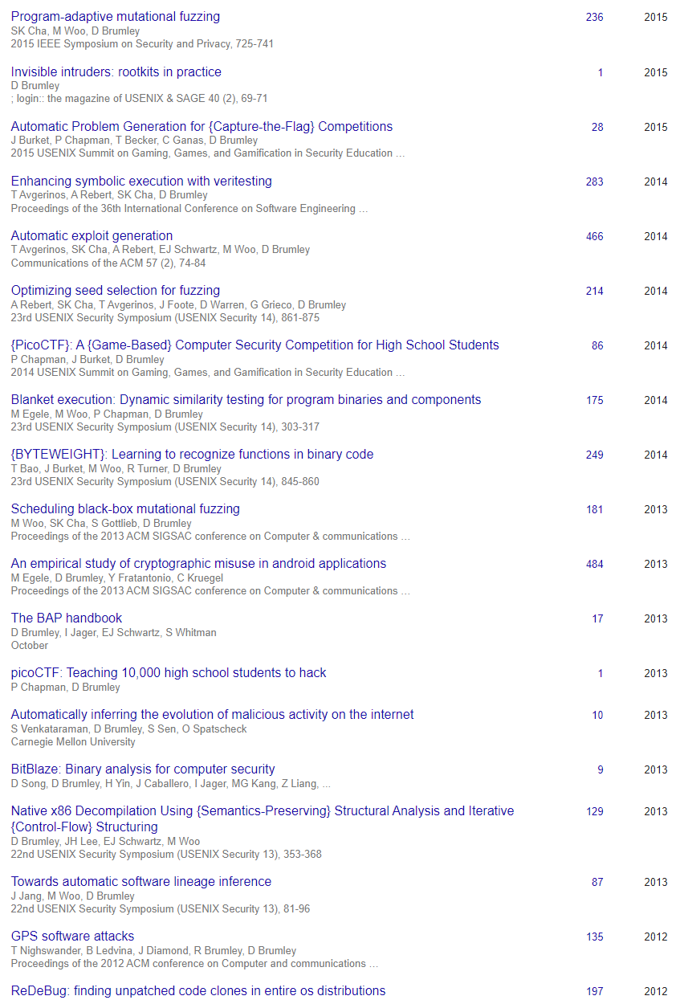 Program-adaptive mutational fuzzing 236 2015
SK Cha, M Woo, D Brumley
2015 IEEE Symposium on Security and Privacy, 725-741
Invisible intruders: rootkits in practice 1 2015
D Brumley
; login:: the magazine of USENIX & SAGE 40 (2), 69-71
Automatic Problem Generation for {Capture-the-Flag} Competitions 28 2015
J Burket, P Chapman, T Becker, C Ganas, D Brumley
2015 USENIX Summit on Gaming, Games, and Gamification in Security Education …
Enhancing symbolic execution with veritesting 283 2014
T Avgerinos, A Rebert, SK Cha, D Brumley
Proceedings of the 36th International Conference on Software Engineering …
Automatic exploit generation 466 2014
T Avgerinos, SK Cha, A Rebert, EJ Schwartz, M Woo, D Brumley
Communications of the ACM 57 (2), 74-84
Optimizing seed selection for fuzzing 214 2014
A Rebert, SK Cha, T Avgerinos, J Foote, D Warren, G Grieco, D Brumley
23rd USENIX Security Symposium (USENIX Security 14), 861-875
{PicoCTF}: A {Game-Based} Computer Security Competition for High School Students 86 2014
P Chapman, J Burket, D Brumley
2014 USENIX Summit on Gaming, Games, and Gamification in Security Education …
Blanket execution: Dynamic similarity testing for program binaries and components 175 2014
M Egele, M Woo, P Chapman, D Brumley
23rd USENIX Security Symposium (USENIX Security 14), 303-317
{BYTEWEIGHT}: Learning to recognize functions in binary code 249 2014
T Bao, J Burket, M Woo, R Turner, D Brumley
23rd USENIX Security Symposium (USENIX Security 14), 845-860
Scheduling black-box mutational fuzzing 181 2013
M Woo, SK Cha, S Gottlieb, D Brumley
Proceedings of the 2013 ACM SIGSAC conference on Computer & communications …
An empirical study of cryptographic misuse in android applications 484 2013
M Egele, D Brumley, Y Fratantonio, C Kruegel
Proceedings of the 2013 ACM SIGSAC conference on Computer & communications …
The BAP handbook 17 2013
D Brumley, I Jager, EJ Schwartz, S Whitman
October
picoCTF: Teaching 10,000 high school students to hack 1 2013
P Chapman, D Brumley
Automatically inferring the evolution of malicious activity on the internet 10 2013
S Venkataraman, D Brumley, S Sen, O Spatscheck
Carnegie Mellon University
BitBlaze: Binary analysis for computer security 9 2013
D Song, D Brumley, H Yin, J Caballero, I Jager, MG Kang, Z Liang, ...
Native x86 Decompilation Using {Semantics-Preserving} Structural Analysis and Iterative 129 2013
{Control-Flow} Structuring
D Brumley, JH Lee, EJ Schwartz, M Woo
22nd USENIX Security Symposium (USENIX Security 13), 353-368
Towards automatic software lineage inference 87 2013
J Jang, M Woo, D Brumley
22nd USENIX Security Symposium (USENIX Security 13), 81-96
GPS software attacks 135 2012
T Nighswander, B Ledvina, J Diamond, R Brumley, D Brumley
Proceedings of the 2012 ACM conference on Computer and communications …
ReDeBug: finding unpatched code clones in entire os distributions 197 2012